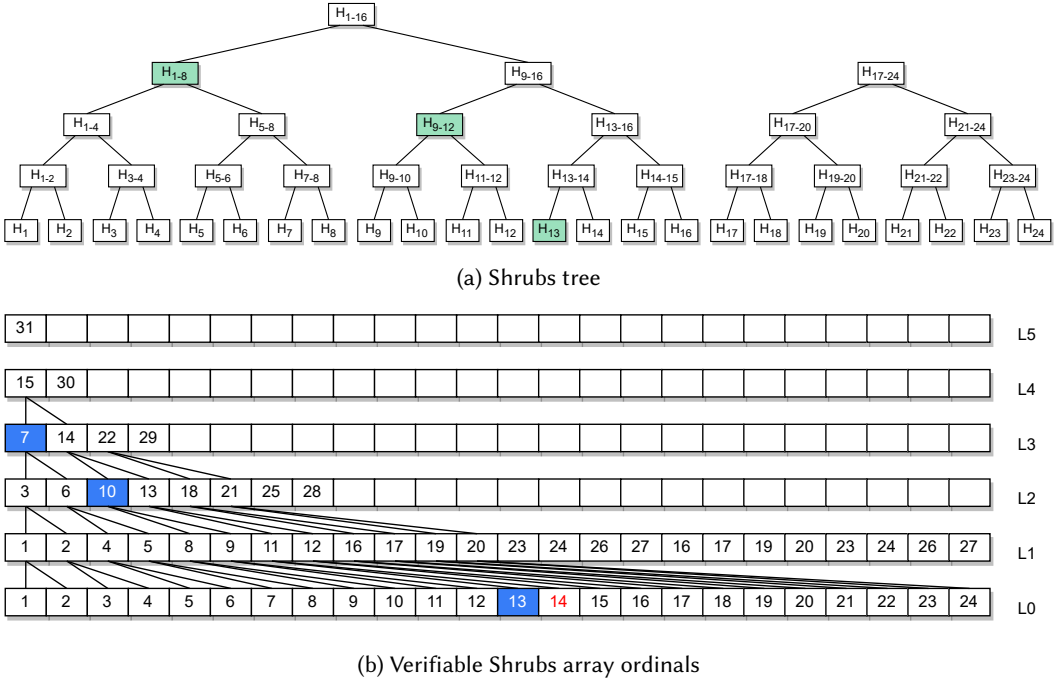 H1-16
H1-8 H9-16 H17-24
H1-4 H5-8 H9-12 H13-16 H17-20 H21-24
H1-2 H3-4 H5-6 H7-8 H9-10 H11-12 H13-14 H14-15 H17-18 H19-20 H21-22 H23-24
H1 H2 H3 H4 H5 H6 H7 H8 H9 H10 H11 H12 H13 H14 H15 H16 H17 H18 H19 H20 H21 H22 H23 H24
(a) Shrubs tree
31 L5
15 30 L4
7 14 22 29 L3
3 6 10 13 18 21 25 28 L2
1 2 4 5 8 9 11 12 16 17 19 20 23 24 26 27 16 17 19 20 23 24 26 27 L1
1 2 3 4 5 6 7 8 9 10 11 12 13 14 15 16 17 18 19 20 21 22 23 24 L0
(b) Verifiable Shrubs array ordinals